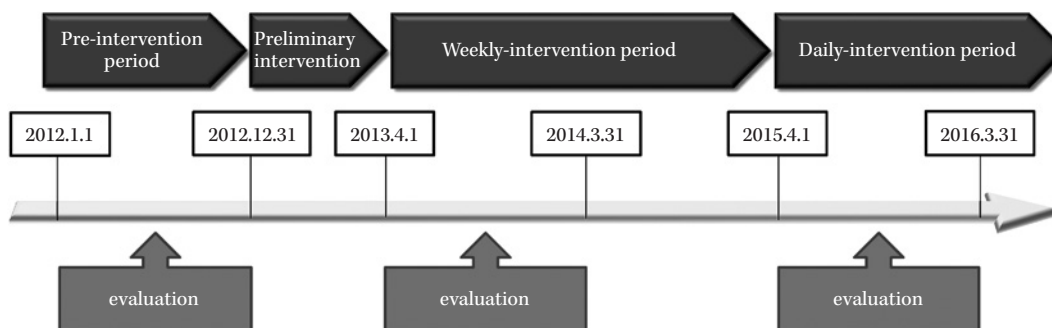 Pre-intervention
period
Preliminary
intervention
Weekly-intervention period
Daily-intervention period
2012.1.1
2012.12.31
2013.4.1
2014.3.31
2015.4.1
2016.3.31
evaluation
evaluation
evaluation